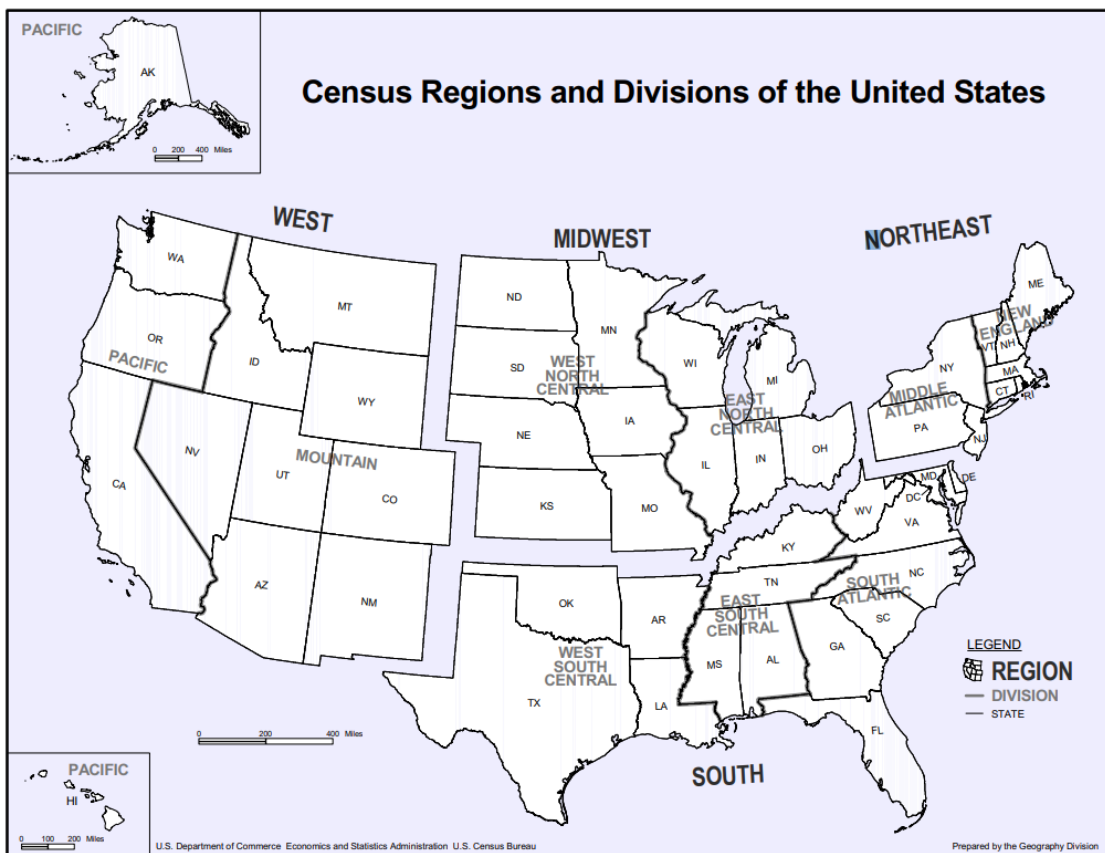 PACIFIC
AK
0 200 400 Miles
Census Regions and Divisions of the United States
WEST
MIDWEST
NORTHEAST
WA
MT
OR
PACIFIC
ID
WY
NV
UT
MOUNTAIN
CO
CA
AZ
NM
ND
MN
SD
WEST
NORTH
CENTRAL
NE
IA
KS
MO
WI
MI
EAST
NORTH
CENTRAL
IL
IN
OH
ME
NEW
ENGLAND
VT
NH
NY
MA
CT
RI
MIDDLE
ATLANTIC
PA
NJ
MD
DE
DC
WV
VA
KY
TN
NC
SOUTH
ATLANTIC
SC
EAST
SOUTH
CENTRAL
MS
AL
GA
FL
OK
AR
WEST
SOUTH
CENTRAL
TX
LA
SOUTH
LEGEND
REGION
DIVISION
STATE
0 200 400 Miles
PACIFIC
HI
0 100 200 Miles
U.S. Department of Commerce Economics and Statistics Administration U.S. Census Bureau
Prepared by the Geography Division